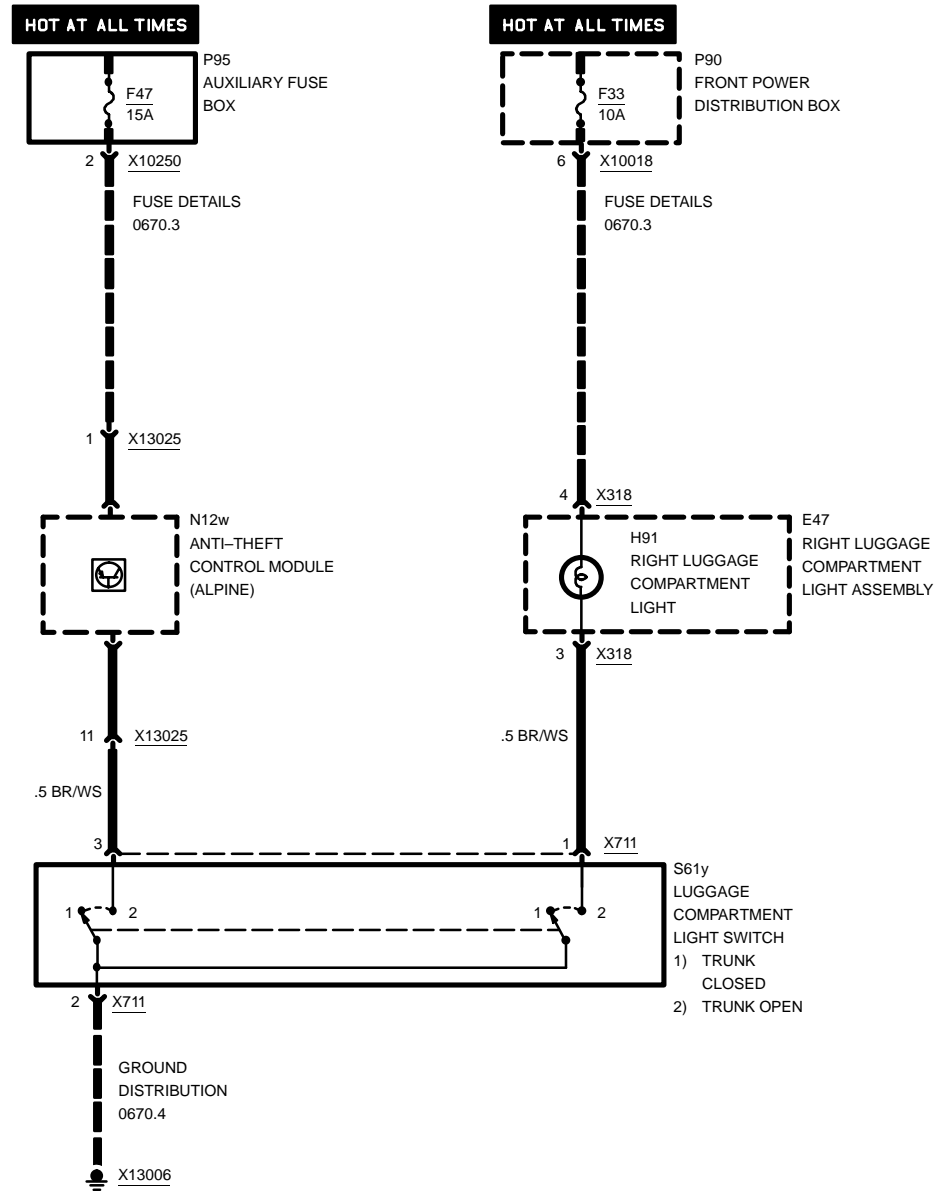 HOT AT ALL TIMES
HOT AT ALL TIMES
P95
AUXILIARY FUSE
BOX
F47
15A
P90
FRONT POWER
DISTRIBUTION BOX
F33
10A
2 X10250
6 X10018
FUSE DETAILS
0670.3
FUSE DETAILS
0670.3
1 X13025
4 X318
N12w
ANTI–THEFT
CONTROL MODULE
(ALPINE)
H91
RIGHT LUGGAGE
COMPARTMENT
LIGHT
E47
RIGHT LUGGAGE
COMPARTMENT
LIGHT ASSEMBLY
3 X318
11 X13025
.5 BR/WS
.5 BR/WS
3
1 X711
S61y
LUGGAGE
COMPARTMENT
LIGHT SWITCH
1) TRUNK
CLOSED
2) TRUNK OPEN
1 2
1 2
2 X711
GROUND
DISTRIBUTION
0670.4
X13006